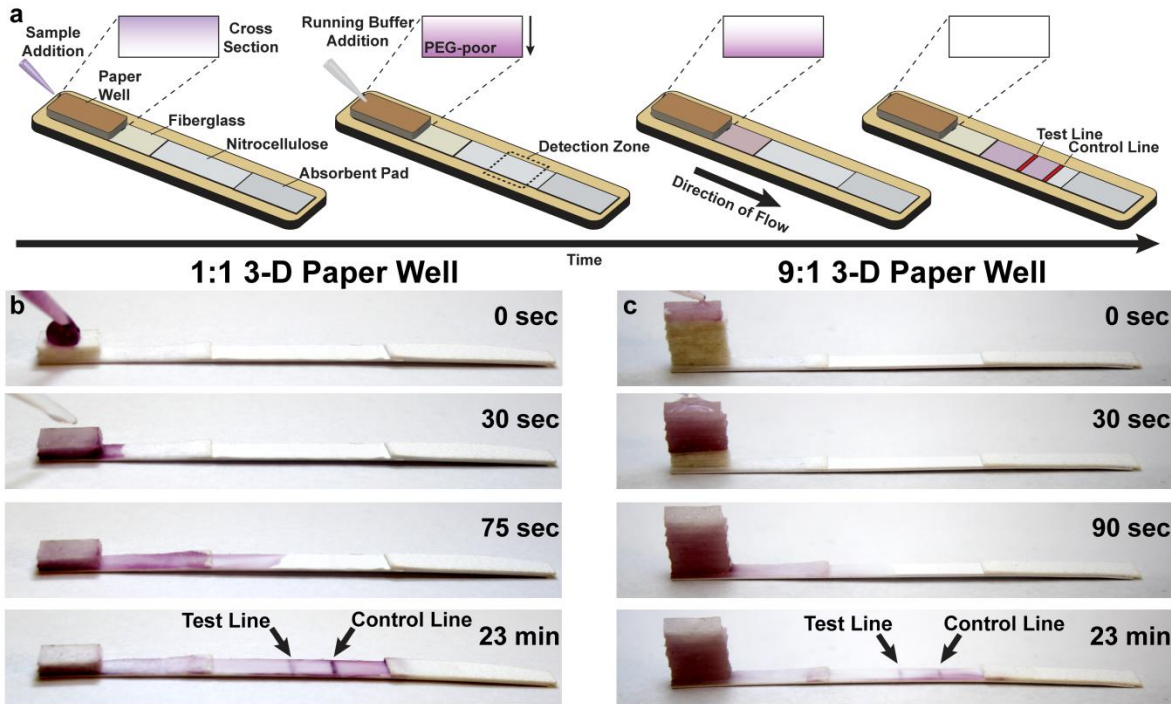 a
Sample
Addition
Cross
Section
Paper
Well
Fiberglass
Nitrocellulose
Absorbent Pad
Running Buffer
Addition
PEG-poor
Detection Zone
Direction of Flow
Test Line
Control Line
Time
1:1 3-D Paper Well
b
0 sec
30 sec
75 sec
Test Line
Control Line
23 min
9:1 3-D Paper Well
c
0 sec
30 sec
90 sec
Test Line
Control Line
23 min